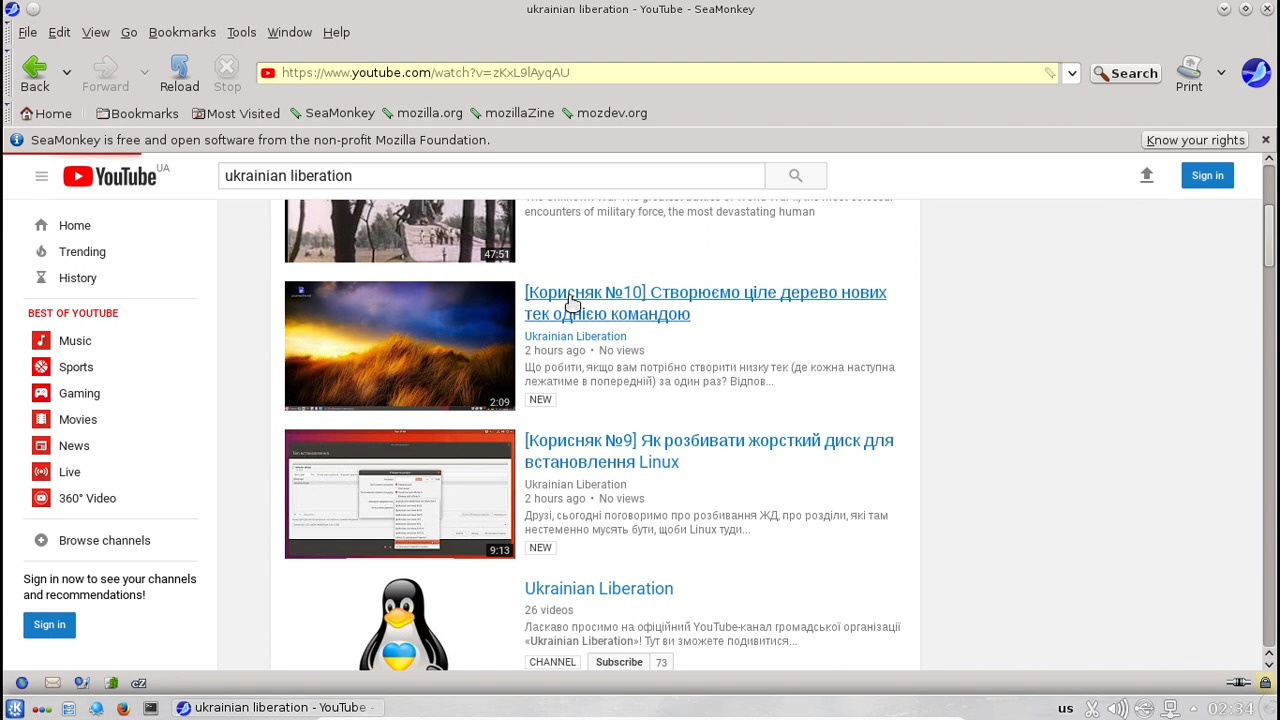 ukrainian liberation - YouTube - SeaMonkey
File Edit View Go Bookmarks Tools Window Help
https://www.youtube.com/watch?v=zKxL9lAyqAU
Search
Back Forward Reload Stop Print
Home Bookmarks Most Visited SeaMonkey mozilla.org mozillaZine mozdev.org
SeaMonkey is free and open software from the non-profit Mozilla Foundation.
Know your rights
YouTube UA
ukrainian liberation
Sign in
Home
Trending
History
BEST OF YOUTUBE
Music
Sports
Gaming
Movies
News
Live
360° Video
Browse channels
Sign in now to see your channels
and recommendations!
Sign in
encounters of military force, the most devastating human
47:51
[Корисняк №10] Створюємо ціле дерево нових
тек однією командою
Ukrainian Liberation
2 hours ago • No views
Що робити, якщо вам потрібно створити низку тек (де кожна наступна
лежатиме в попередній) за один раз? Відпов...
NEW
2:09
[Корисняк №9] Як розбивати жорсткий диск для
встановлення Linux
Ukrainian Liberation
2 hours ago • No views
Друзі, сьогодні поговоримо про розбивання ЖД, про розділи, які там
нестеменно мусять бути, щоби Linux туди...
NEW
9:13
Ukrainian Liberation
26 videos
Ласкаво просимо на офіційний YouTube-канал громадської організації
«Ukrainian Liberation»! Тут ви зможете подивитися...
CHANNEL Subscribe 73
ukrainian liberation - YouTube -
us
02:34